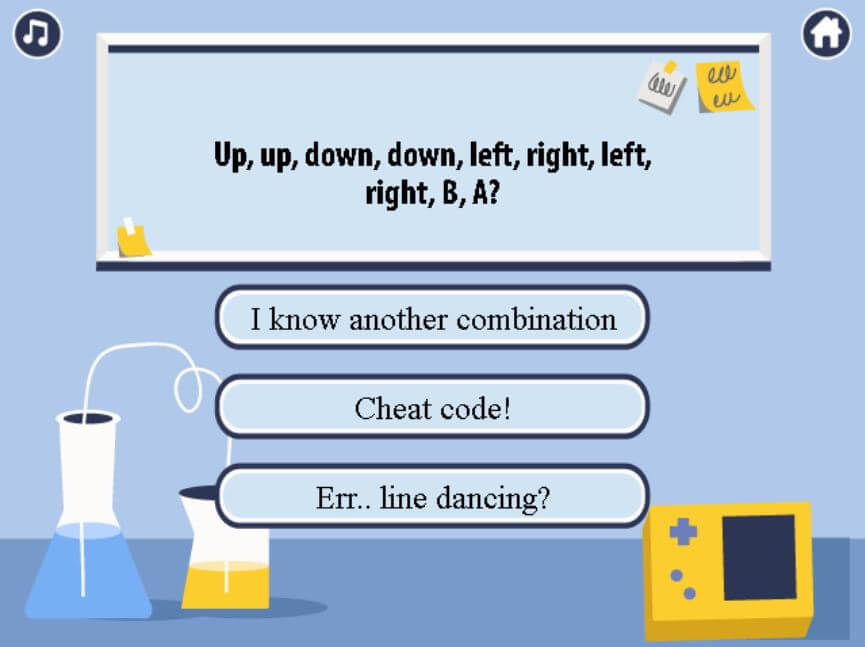 Up, up, down, down, left, right, left,
right, B, A?
I know another combination
Cheat code!
Err.. line dancing?